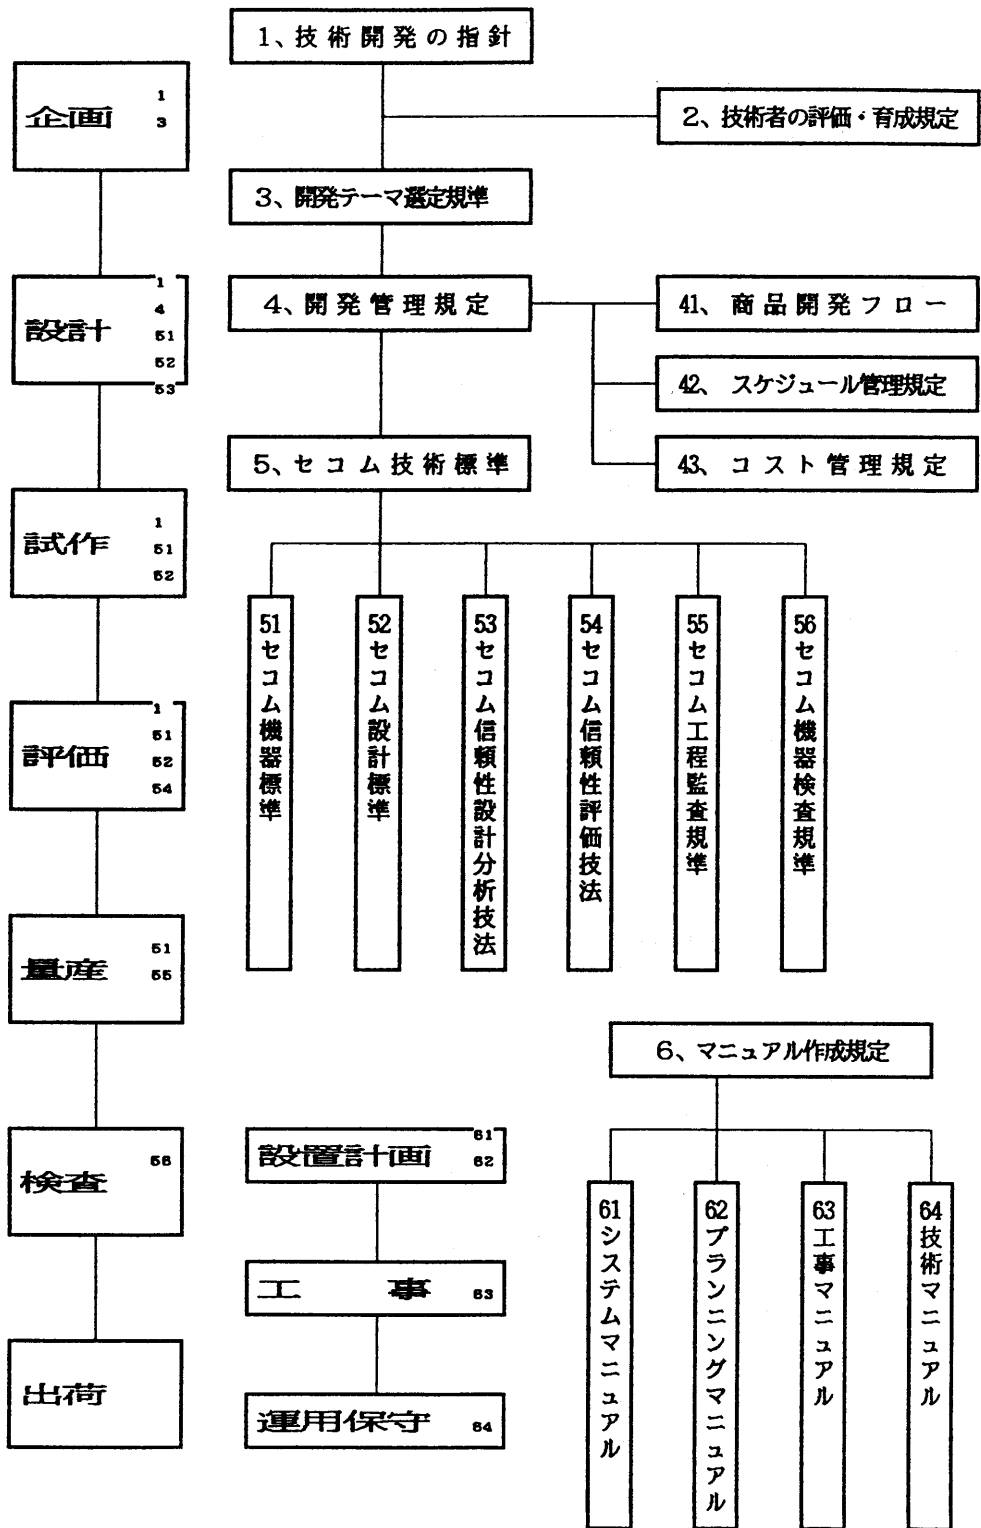 1、技術開発の指針
企画
1
3
2、技術者の評価・育成規定
3、開発テーマ選定規準
設計
1
4
51
52
53
4、開発管理規定
41、商品開発フロー
42、スケジュール管理規定
43、コスト管理規定
5、セコム技術標準
試作
1
51
52
51セコム機器標準
52セコム設計標準
53セコム信頼性設計分析技法
54セコム信頼性評価技法
55セコム工程監査規準
56セコム機器検査規準
評価
1
51
52
54
量産
51
55
6、マニュアル作成規定
検査
56
設置計画
61
62
61システムマニュアル
62プランニングマニュアル
63工事マニュアル
64技術マニュアル
工事
63
出荷
運用保守
64